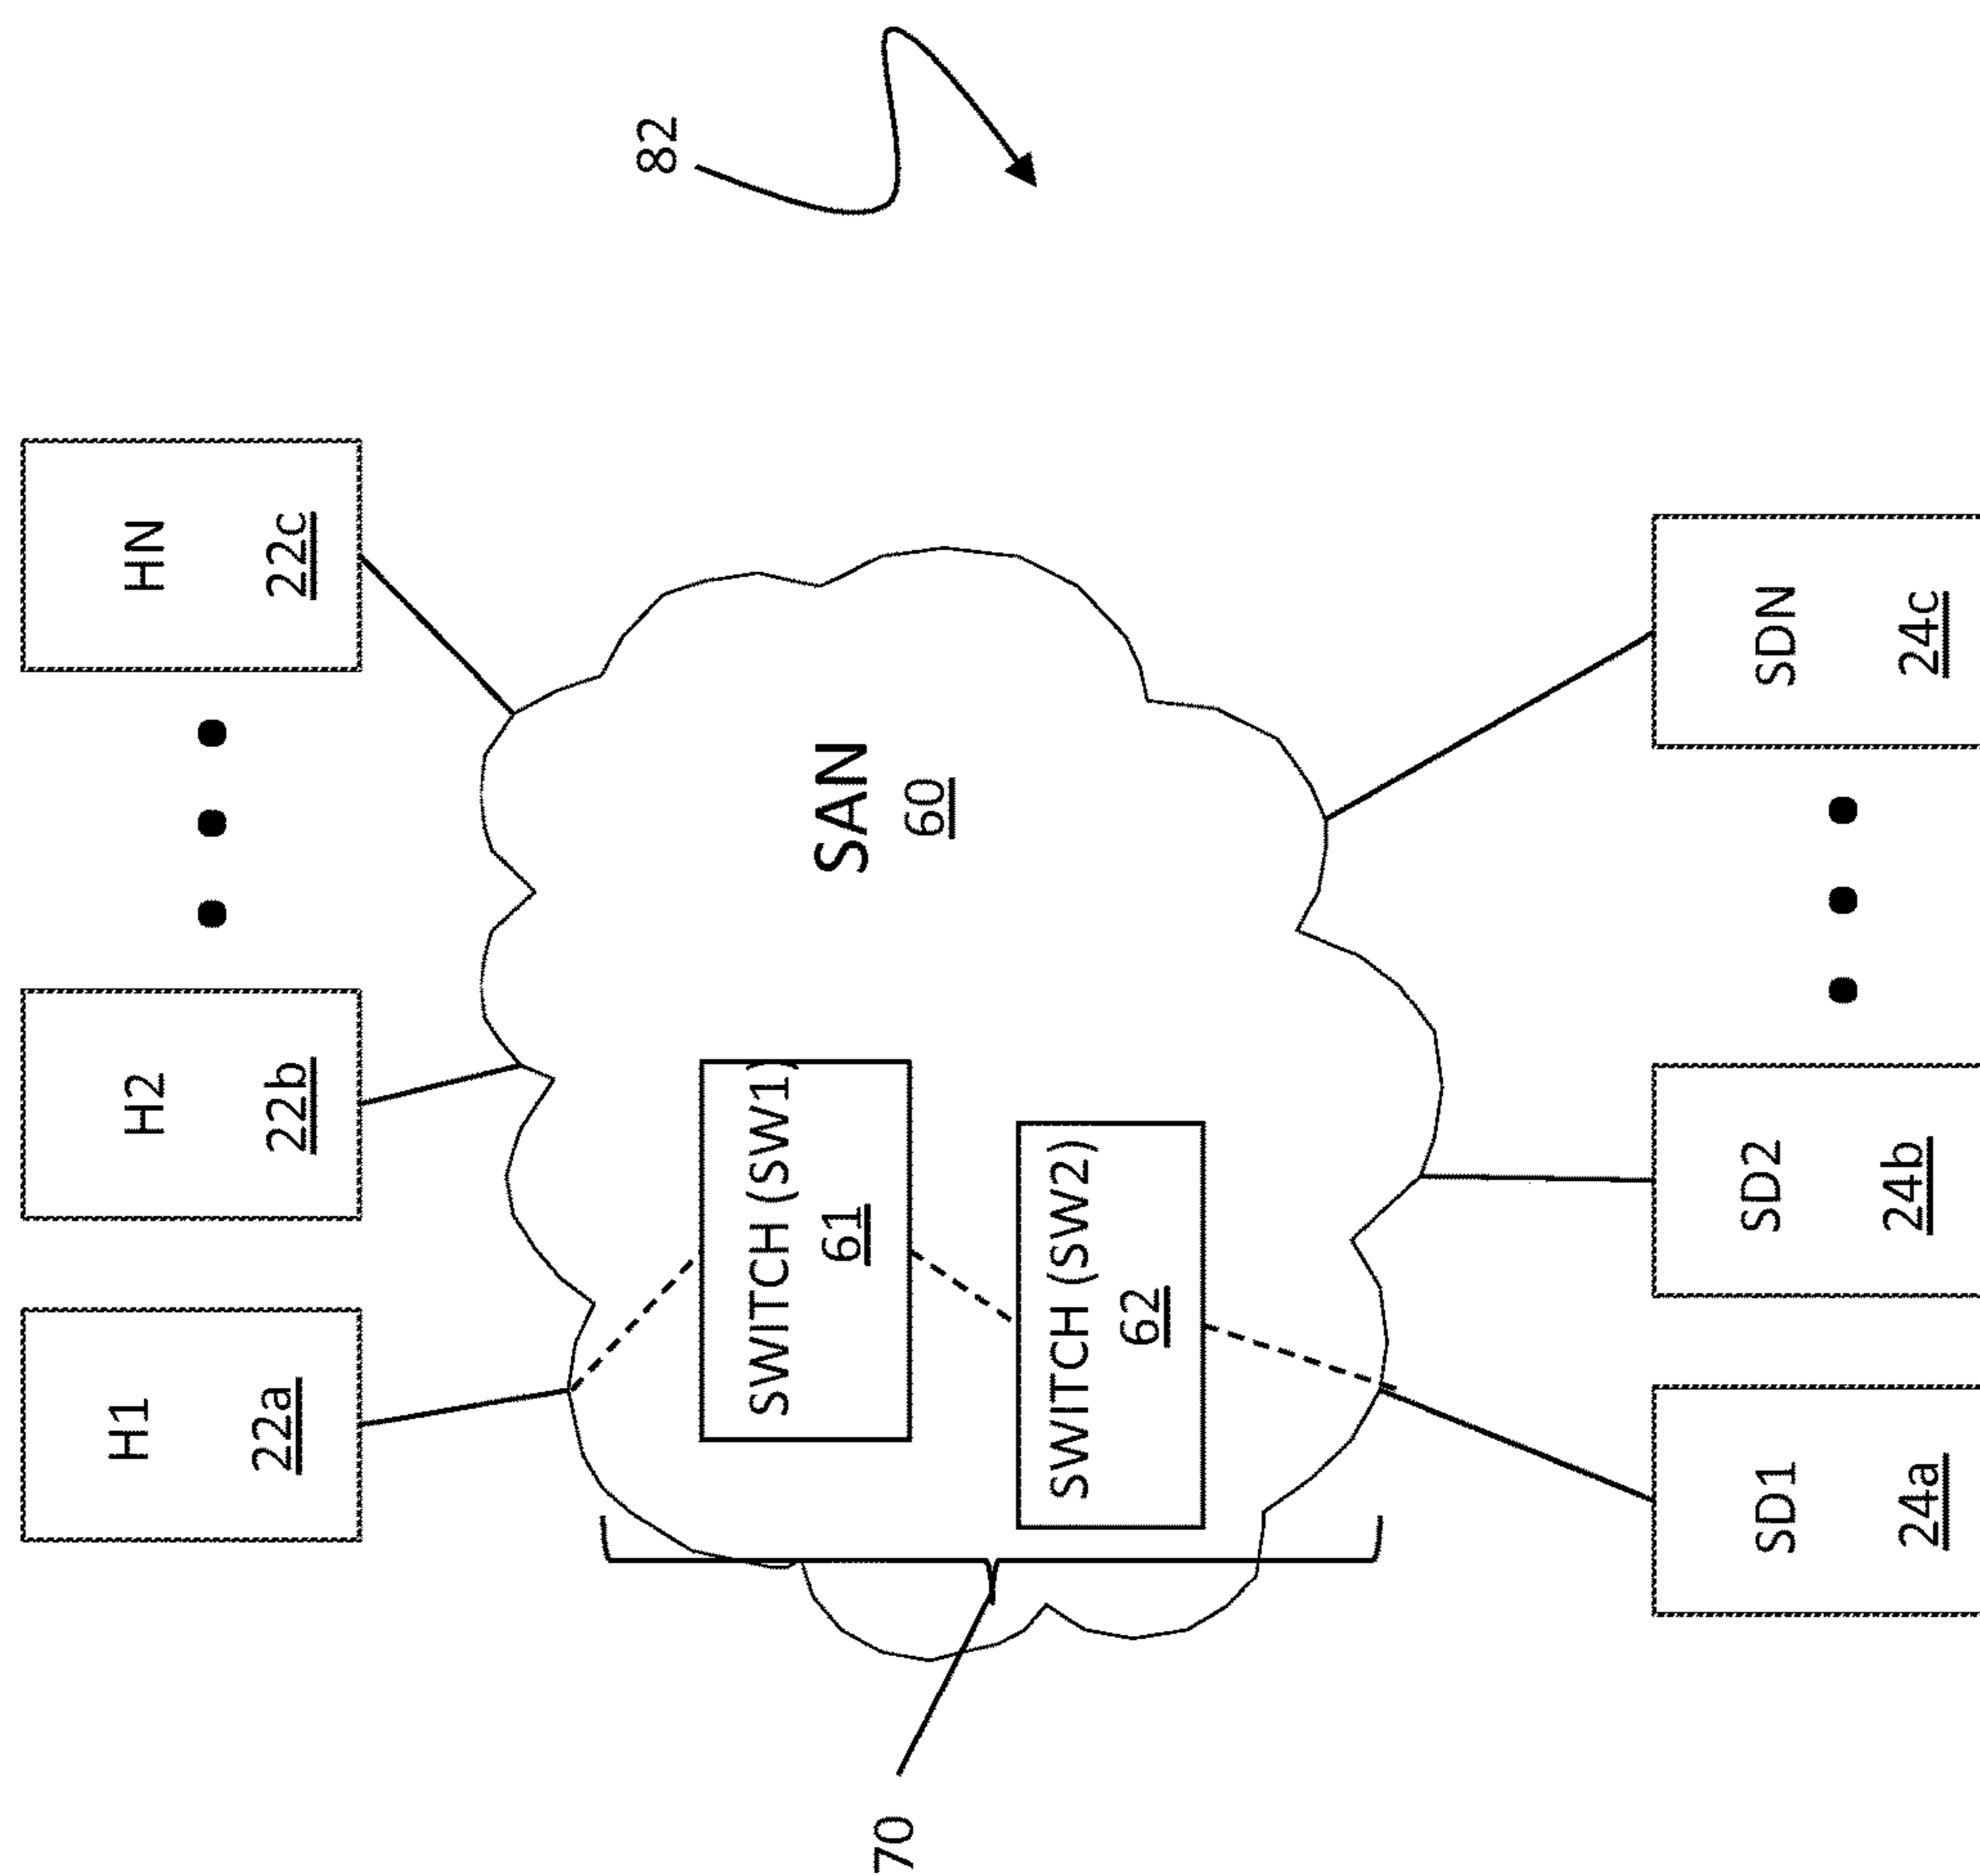 82
H1
22a
H2
22b
HN
22c
SAN
60
SWITCH (SW1)
61
SWITCH (SW2)
62
70
SD1
24a
SD2
24b
SDN
24c